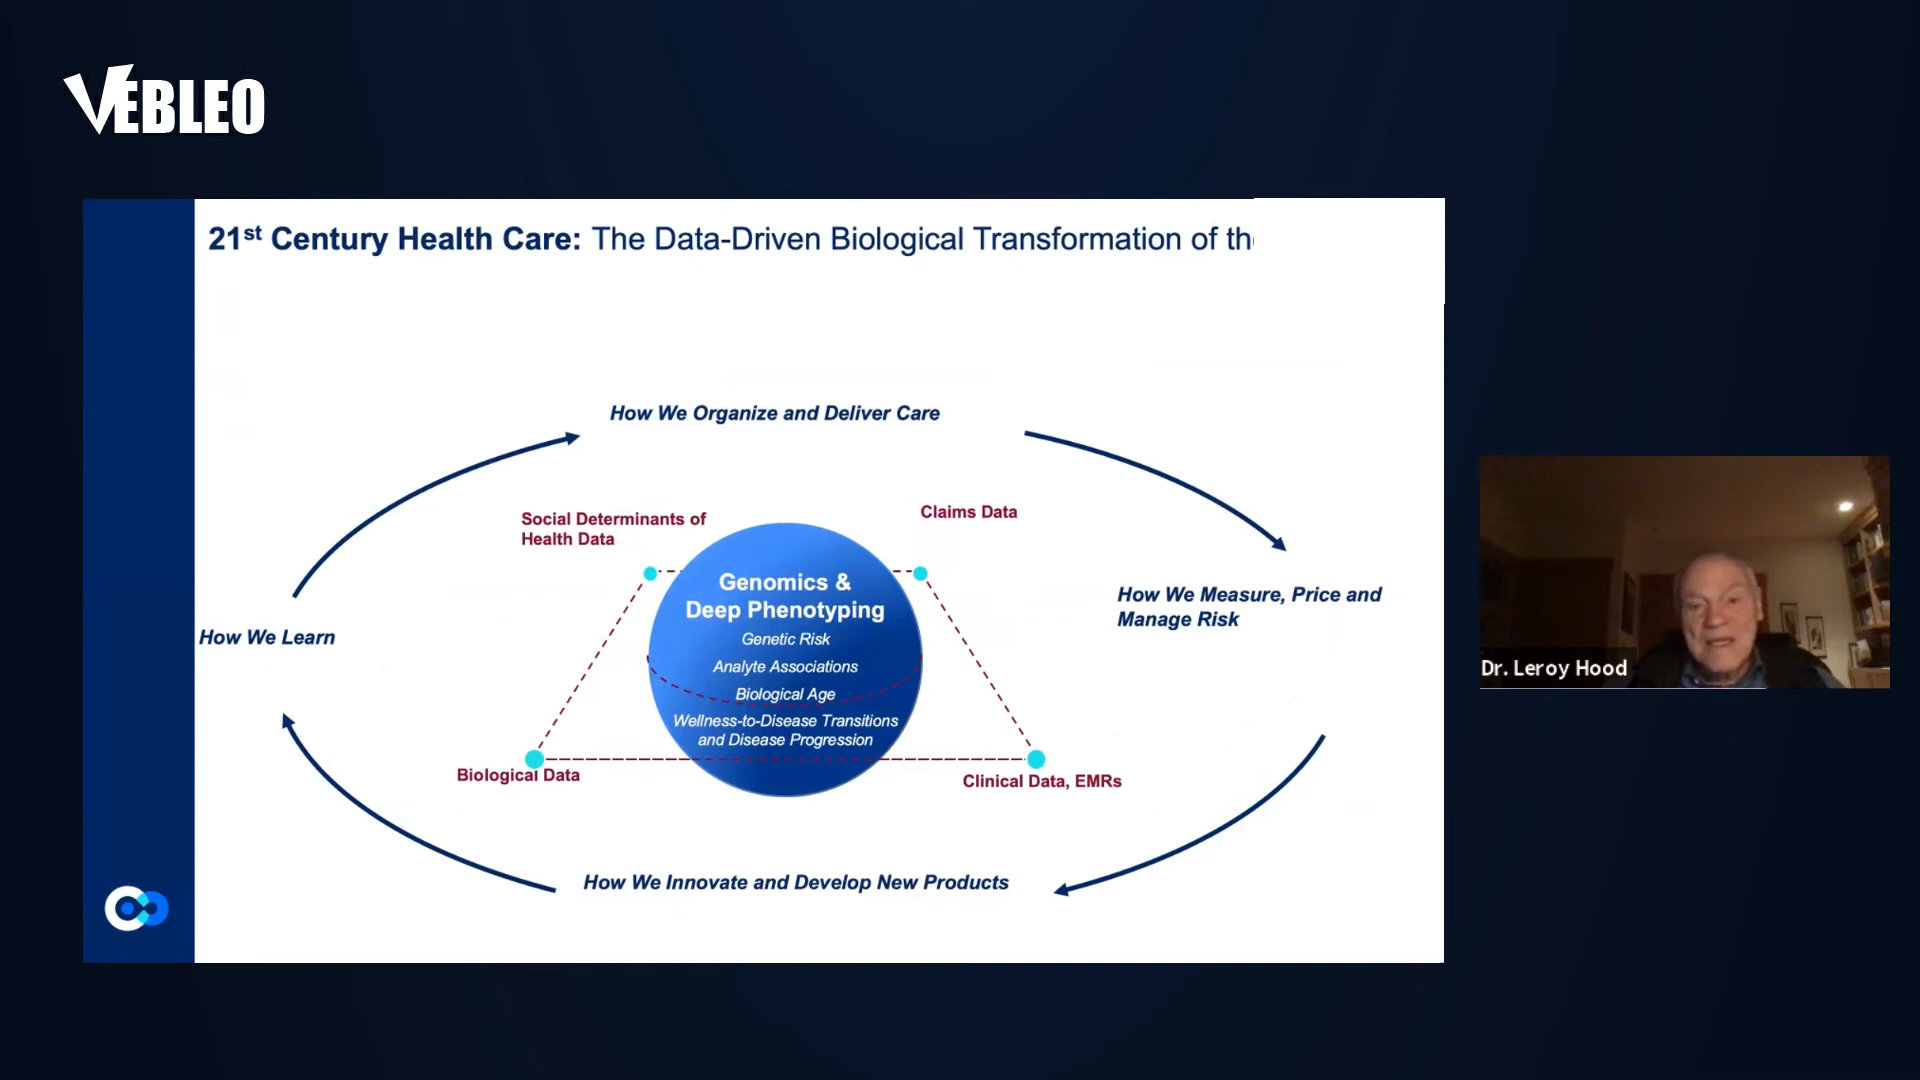 VEBLEO
21st Century Health Care: The Data-Driven Biological Transformation of the
How We Organize and Deliver Care
Social Determinants of
Health Data
Claims Data
Genomics &
Deep Phenotyping
Genetic Risk
Analyte Associations
Biological Age
Wellness-to-Disease Transitions
and Disease Progression
How We Measure, Price and
Manage Risk
How We Learn
Biological Data
Clinical Data, EMRs
How We Innovate and Develop New Products
Dr. Leroy Hood